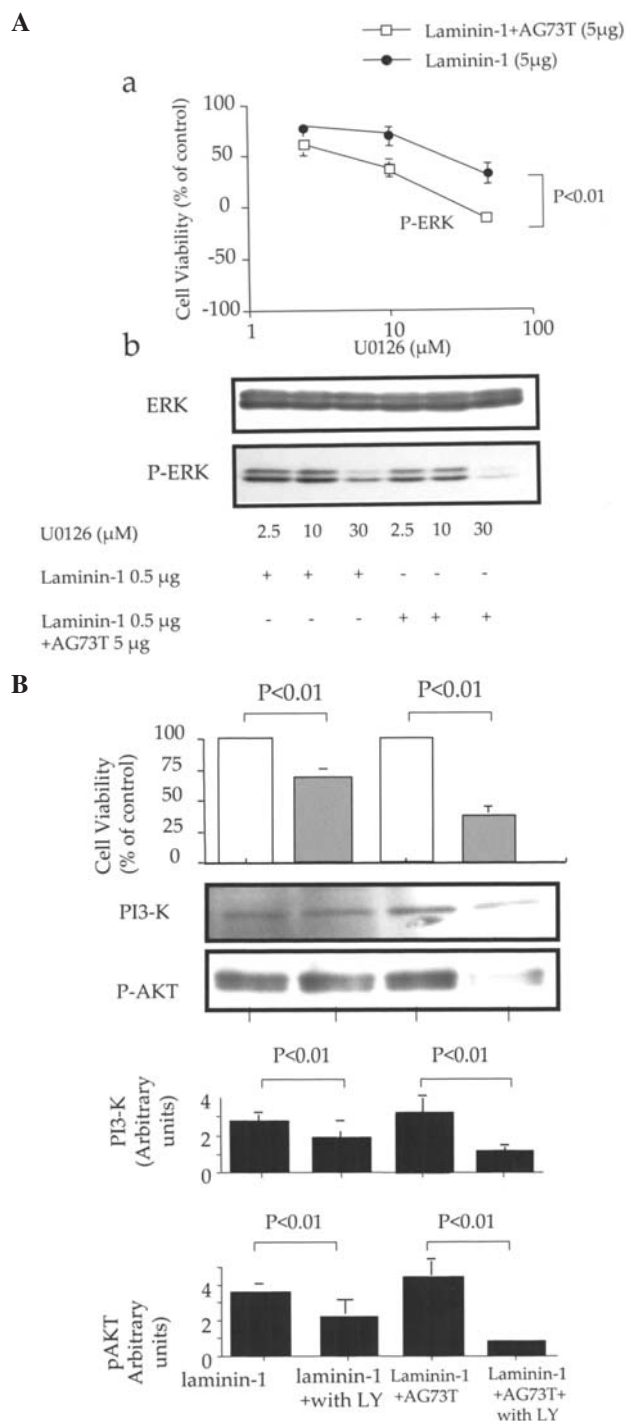 A
Laminin-1+AG73T (5µg)
Laminin-1 (5µg)
a
Cell Viability (% of control)
100
50
0
-50
-100
P-ERK
P<0.01
1
10
100
U0126 (µM)
b
ERK
P-ERK
U0126 (µM) 2.5 10 30 2.5 10 30
Laminin-1 0.5 µg + + + - - -
Laminin-1 0.5 µg - - - + + +
+AG73T 5 µg
B
P<0.01 P<0.01
Cell Viability
(% of control)
100
75
50
25
0
PI3-K
P-AKT
P<0.01 P<0.01
PI3-K
(Arbitrary
units)
4
2
0
P<0.01 P<0.01
pAKT
Arbitrary
units)
4
2
0
laminin-1
laminin-1
+with LY
Laminin-1
+AG73T
Laminin-1
+AG73T+
with LY